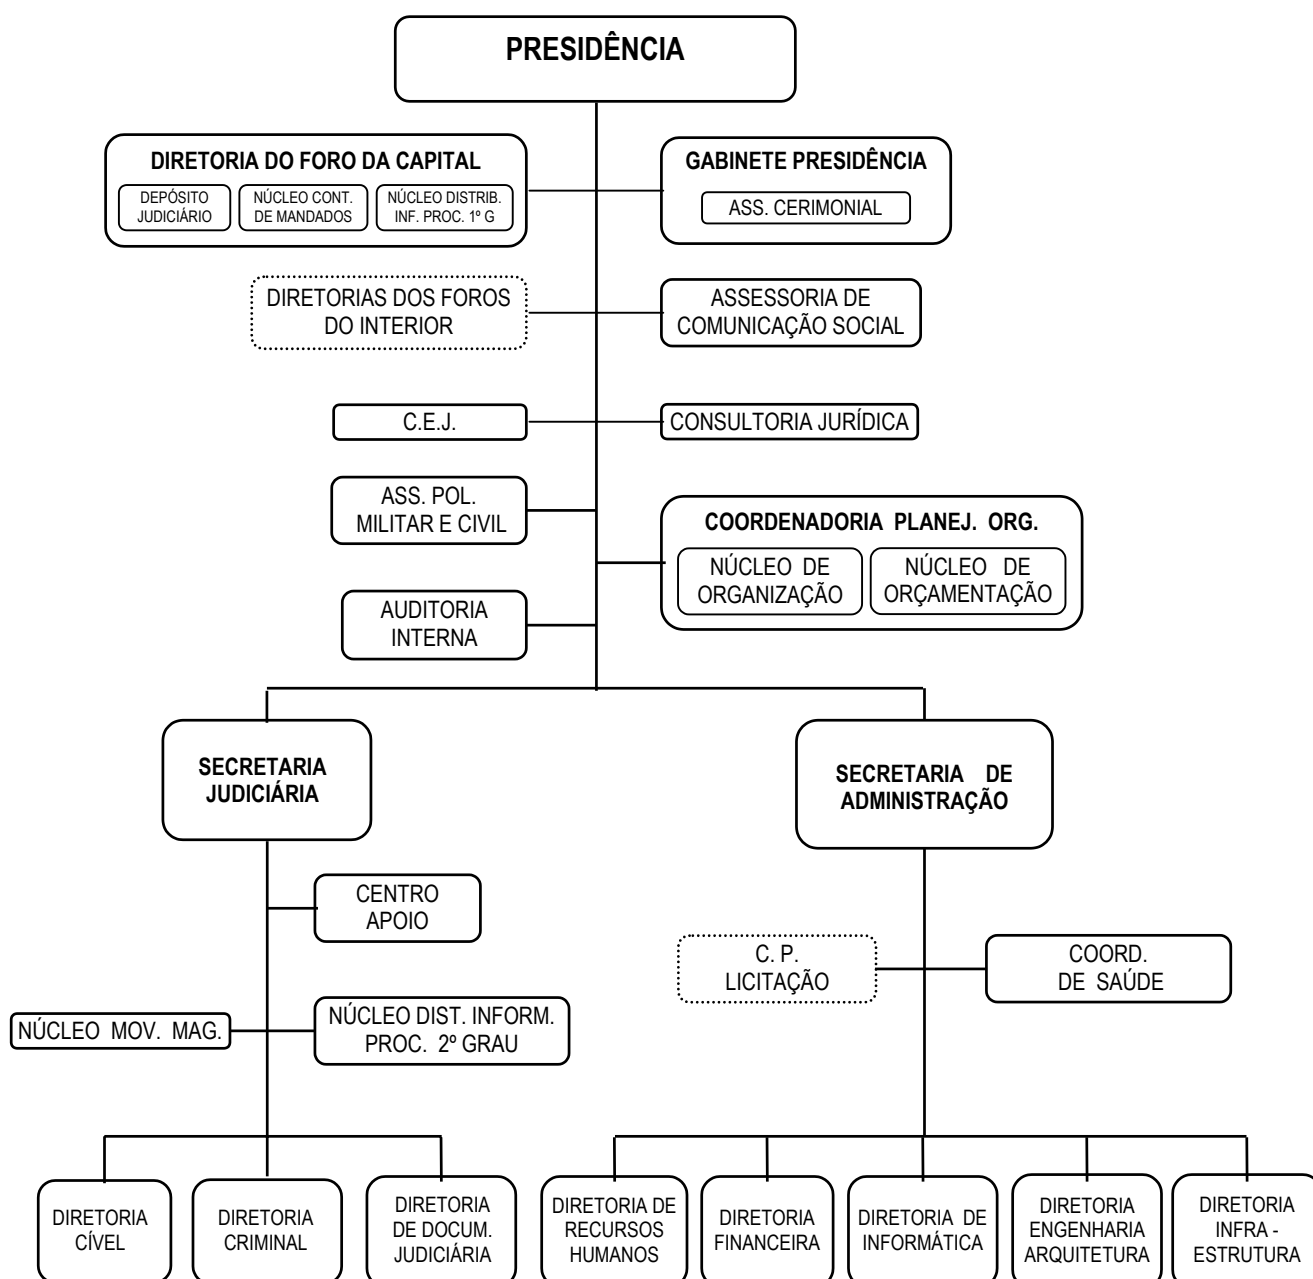 PRESIDÊNCIA
DIRETORIA DO FORO DA CAPITAL
DEPÓSITO
JUDICIÁRIO
NÚCLEO CONT.
DE MANDADOS
NÚCLEO DISTRIB.
INF. PROC. 1º G
GABINETE PRESIDÊNCIA
ASS. CERIMONIAL
DIRETORIAS DOS FOROS
DO INTERIOR
ASSESSORIA DE
COMUNICAÇÃO SOCIAL
C.E.J.
CONSULTORIA JURÍDICA
ASS. POL.
MILITAR E CIVIL
COORDENADORIA PLANEJ. ORG.
NÚCLEO DE
ORGANIZAÇÃO
NÚCLEO DE
ORÇAMENTAÇÃO
AUDITORIA
INTERNA
SECRETARIA
JUDICIÁRIA
SECRETARIA DE
ADMINISTRAÇÃO
CENTRO
APOIO
C. P.
LICITAÇÃO
COORD.
DE SAÚDE
NÚCLEO MOV. MAG.
NÚCLEO DIST. INFORM.
PROC. 2º GRAU
DIRETORIA
CÍVEL
DIRETORIA
CRIMINAL
DIRETORIA
DE DOCUM.
JUDICIÁRIA
DIRETORIA DE
RECURSOS
HUMANOS
DIRETORIA
FINANCEIRA
DIRETORIA DE
INFORMÁTICA
DIRETORIA
ENGENHARIA
ARQUITETURA
DIRETORIA
INFRA -
ESTRUTURA